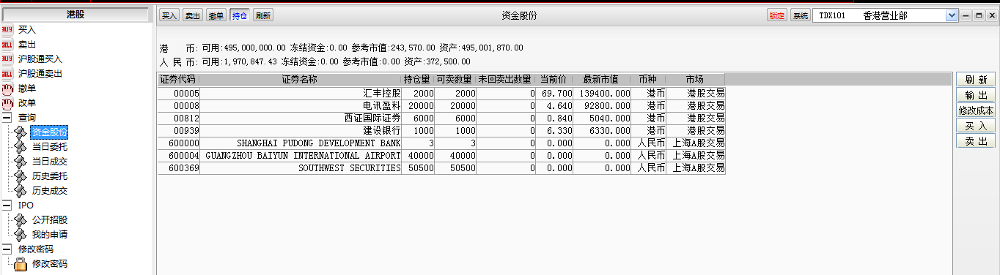 港股
买入 卖出 撤单 持仓 刷新 资金股份 锁定 系统 TDX101 香港营业部
BUY 买入
SELL 卖出
BUY 沪股通买入
SELL 沪股通卖出
撤单
改单
查询
资金股份
当日委托
当日成交
历史委托
历史成交
IPO
公开招股
我的申请
修改密码
修改密码
港 币: 可用:495,000,000.00 冻结资金:0.00 参考市值:243,570.00 资产:495,001,870.00
人 民 币: 可用:1,970,847.43 冻结资金:0.00 参考市值:0.00 资产:372,500.00
证券代码 证券名称 持仓量 可卖数量 未回卖出数量 当前价 最新市值 币种 市场
00005 汇丰控股 2000 2000 0 69.700 139400.000 港币 港股交易
00008 电讯盈科 20000 20000 0 4.640 92800.000 港币 港股交易
00812 西证国际证券 6000 6000 0 0.840 5040.000 港币 港股交易
00939 建设银行 1000 1000 0 6.330 6330.000 港币 港股交易
600000 SHANGHAI PUDONG DEVELOPMENT BANK 3 3 0 0.000 0.000 人民币 上海A股交易
600004 GUANGZHOU BAIYUN INTERNATIONAL AIRPORT 40000 40000 0 0.000 0.000 人民币 上海A股交易
600369 SOUTHWEST SECURITIES 50500 50500 0 0.000 0.000 人民币 上海A股交易
刷 新
输 出
修改成本
买 入
卖 出